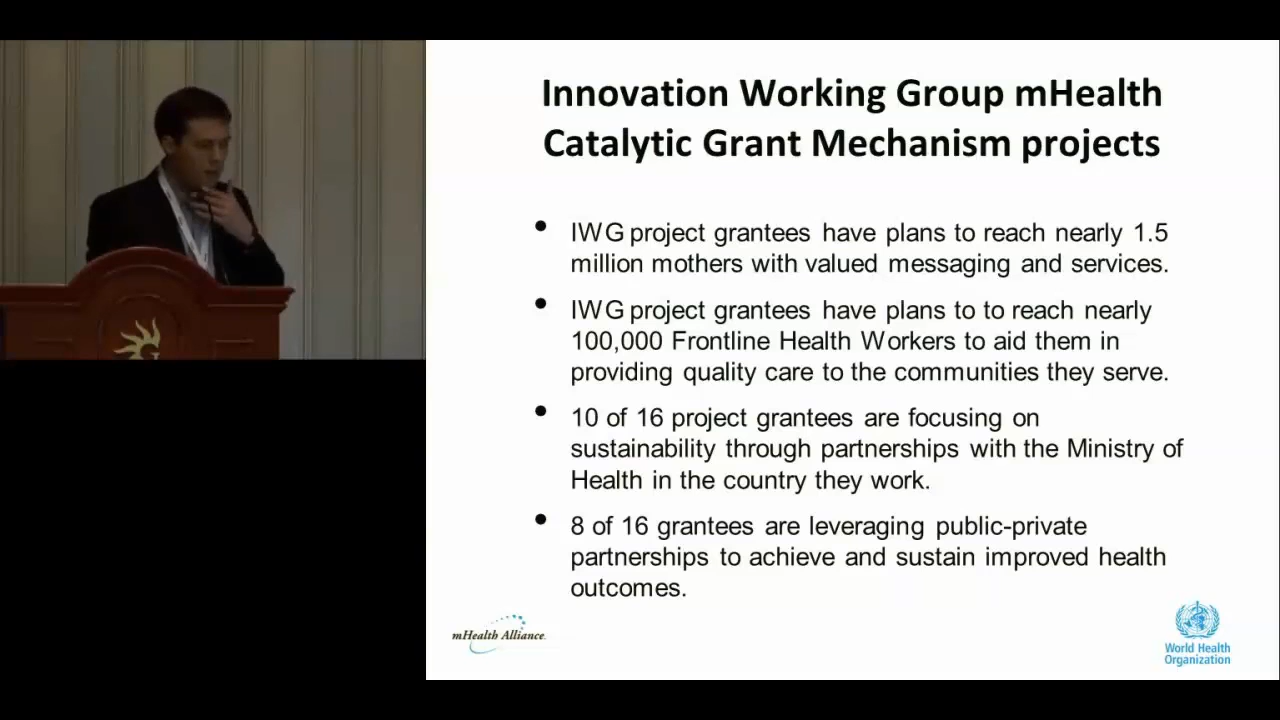 Innovation Working Group mHealth
Catalytic Grant Mechanism projects
• IWG project grantees have plans to reach nearly 1.5
million mothers with valued messaging and services.
• IWG project grantees have plans to to reach nearly
100,000 Frontline Health Workers to aid them in
providing quality care to the communities they serve.
• 10 of 16 project grantees are focusing on
sustainability through partnerships with the Ministry of
Health in the country they work.
• 8 of 16 grantees are leveraging public-private
partnerships to achieve and sustain improved health
outcomes.
mHealth Alliance
World Health
Organization